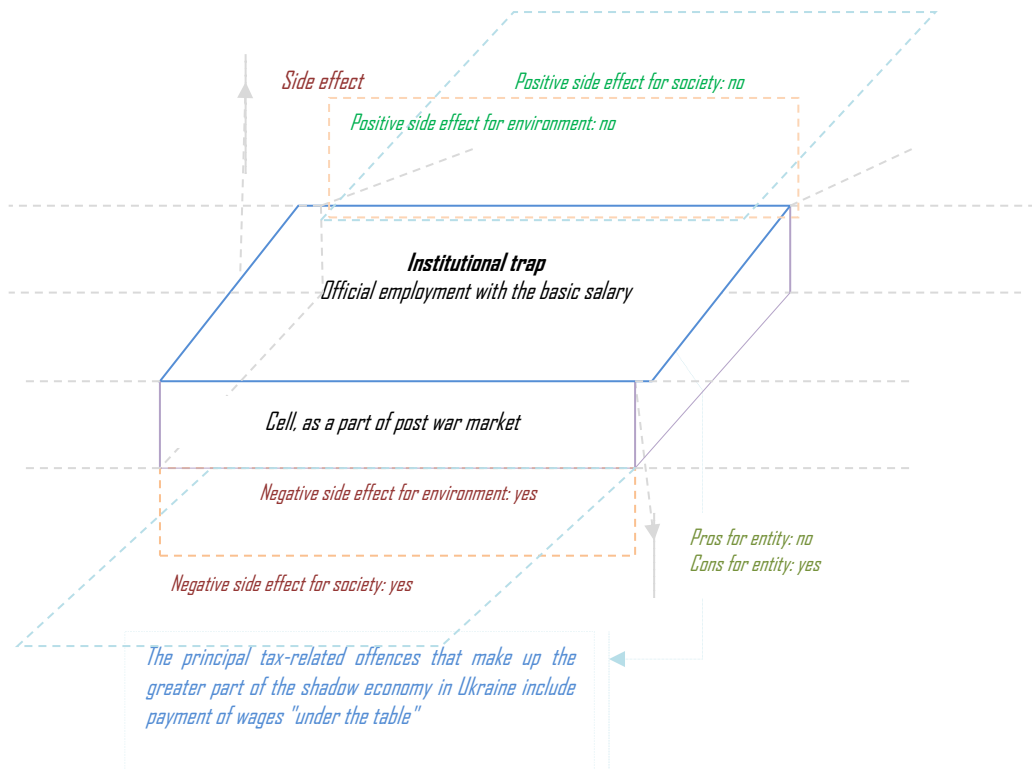 Side effect
Positive side effect for society: no
Positive side effect for environment: no
Institutional trap
Official employment with the basic salary
Cell, as a part of post war market
Negative side effect for environment: yes
Pros for entity: no
Cons for entity: yes
Negative side effect for society: yes
The principal tax-related offences that make up the
greater part of the shadow economy in Ukraine include
payment of wages "under the table"